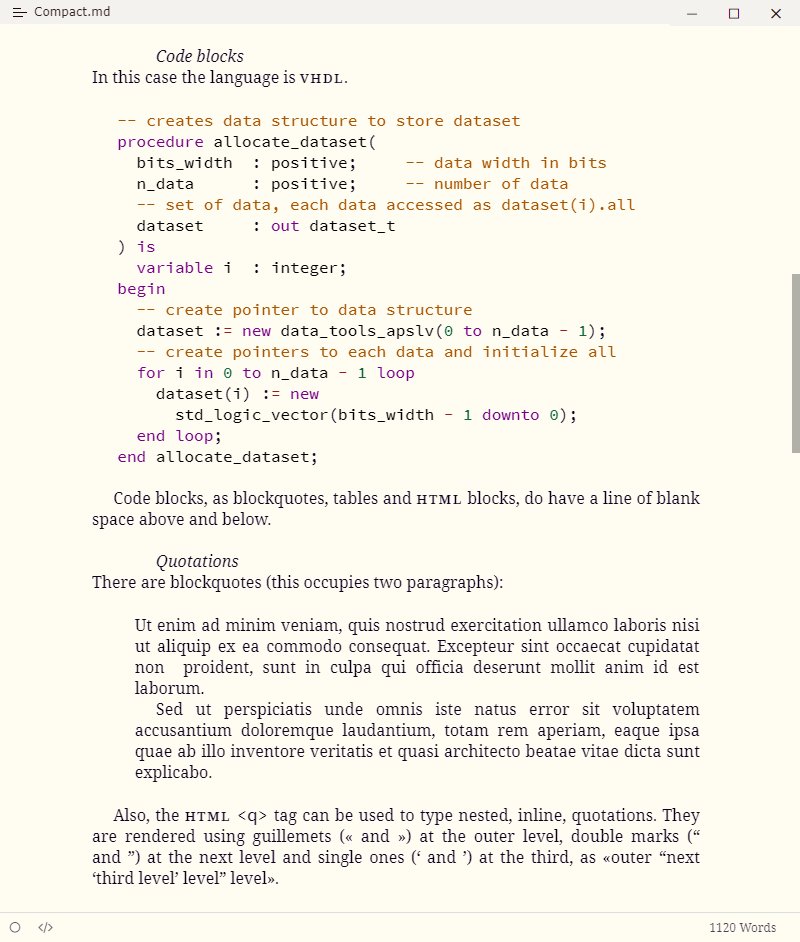 Compact.md
Code blocks
In this case the language is VHDL.
-- creates data structure to store dataset
procedure allocate_dataset(
  bits_width  : positive;     -- data width in bits
  n_data      : positive;     -- number of data
  -- set of data, each data accessed as dataset(i).all
  dataset     : out dataset_t
) is
  variable i  : integer;
begin
  -- create pointer to data structure
  dataset := new data_tools_apslv(0 to n_data - 1);
  -- create pointers to each data and initialize all
  for i in 0 to n_data - 1 loop
    dataset(i) := new
      std_logic_vector(bits_width - 1 downto 0);
  end loop;
end allocate_dataset;
Code blocks, as blockquotes, tables and HTML blocks, do have a line of blank
space above and below.
Quotations
There are blockquotes (this occupies two paragraphs):
Ut enim ad minim veniam, quis nostrud exercitation ullamco laboris nisi
ut aliquip ex ea commodo consequat. Excepteur sint occaecat cupidatat
non proident, sunt in culpa qui officia deserunt mollit anim id est
laborum.
Sed ut perspiciatis unde omnis iste natus error sit voluptatem
accusantium doloremque laudantium, totam rem aperiam, eaque ipsa
quae ab illo inventore veritatis et quasi architecto beatae vitae dicta sunt
explicabo.
Also, the HTML <q> tag can be used to type nested, inline, quotations. They
are rendered using guillemets (« and ») at the outer level, double marks (“
and ”) at the next level and single ones (‘ and ’) at the third, as «outer “next
‘third level’ level” level».
</> 1120 Words